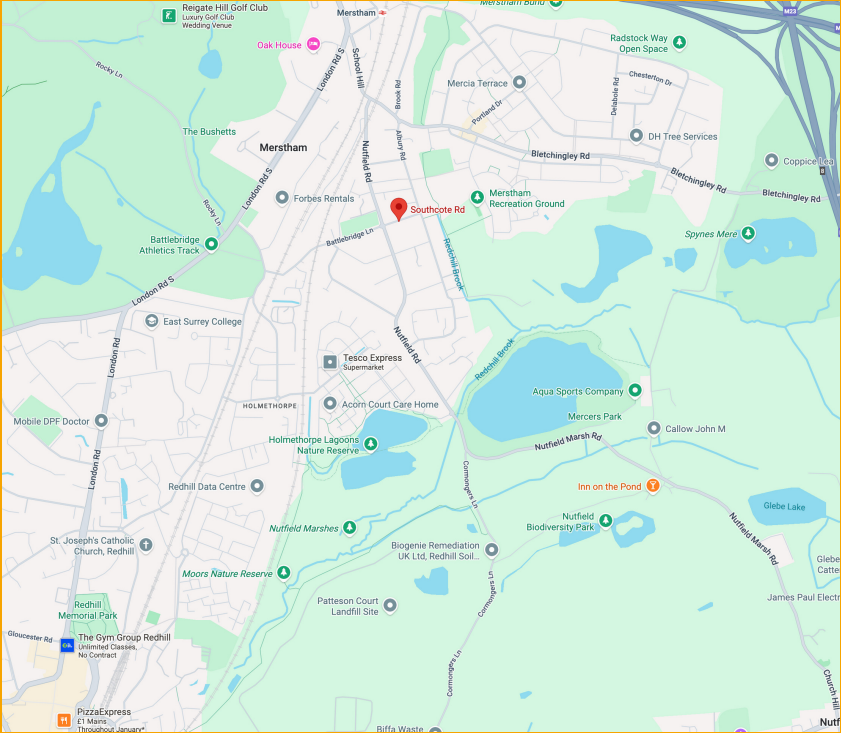 Reigate Hill Golf Club
Luxury Golf Club
Wedding Venue
Merstham
M23
Oak House
Radstock Way
Open Space
London Rd S
School Hill
Rocky Ln
Brook Rd
Mercia Terrace
Chesterton Dr
Delabole Rd
Portland Dr
The Bushetts
Albury Rd
DH Tree Services
Merstham
Nutfield Rd
Bletchingley Rd
Coppice Lea
8
Bletchingley Rd
Bletchingley Rd
London Rd S
Forbes Rentals
Merstham
Recreation Ground
Rocky Ln
Southcote Rd
Battlebridge
Athletics Track
Battlebridge Ln
Redchill Brook
Spynes Mere
London Rd S
East Surrey College
London Rd
Nutfield Rd
Tesco Express
Supermarket
Redchill Brook
Aqua Sports Company
HOLMETHORPE
Acorn Court Care Home
Mercers Park
Mobile DPF Doctor
Callow John M
Holmethorpe Lagoons
Nature Reserve
Nutfield Marsh Rd
London Rd
Cormongers Ln
Redhill Data Centre
Inn on the Pond
Glebe Lake
Nutfield Marshes
Nutfield
Biodiversity Park
Nutfield Marsh Rd
St. Joseph's Catholic
Church, Redhill
Biogenie Remediation
UK Ltd, Redhill Soil...
Glebe
Catte
Moors Nature Reserve
Cormongers Ln
Patteson Court
Landfill Site
James Paul Electr
Redhill
Memorial Park
Gloucester Rd
The Gym Group Redhill
Unlimited Classes,
No Contract
Cormongers Ln
Church Hill
PizzaExpress
£1 Mains
Throughout January*
Biffa Waste
Nutf